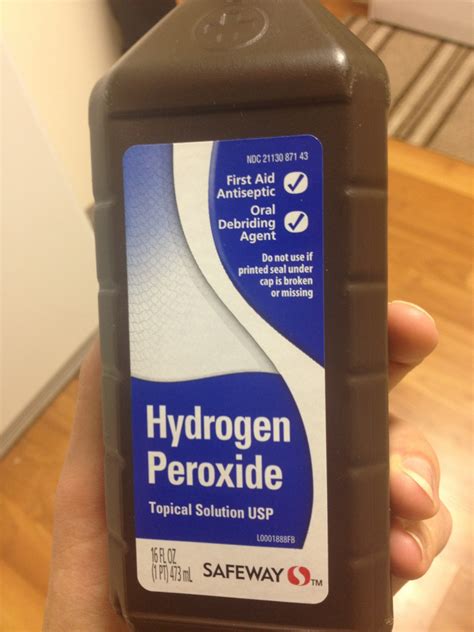 NDC 21130 871 43
First Aid
Antiseptic
Oral
Debriding
Agent
Do not use if
printed seal under
cap is broken
or missing
Hydrogen
Peroxide
Topical Solution USP
L0001888FB
16 FL OZ
(1 PT) 473 mL
SAFEWAY TM